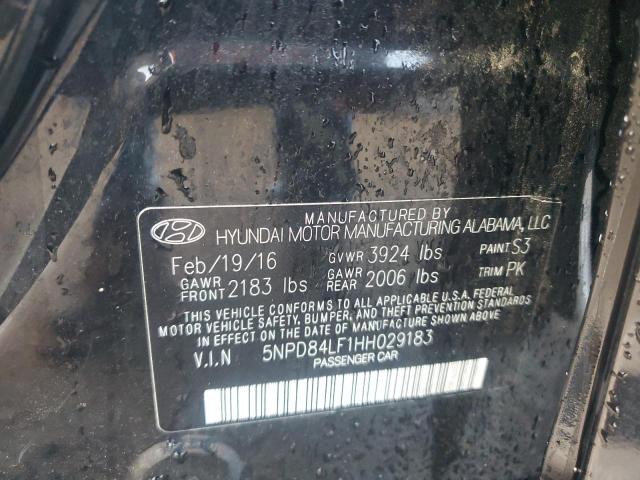 MANUFACTURED BY
HYUNDAI MOTOR MANUFACTURING ALABAMA, LLC
Feb/19/16 GVWR 3924 lbs PAINT S3
GAWR FRONT 2183 lbs GAWR REAR 2006 lbs TRIM PK
THIS VEHICLE CONFORMS TO ALL APPLICABLE U.S.A. FEDERAL
MOTOR VEHICLE SAFETY, BUMPER, AND THEFT PREVENTION STANDARDS
IN EFFECT ON THE DATE OF MANUFACTURE SHOWN ABOVE.
V.I.N 5NPD84LF1HH029183
PASSENGER CAR